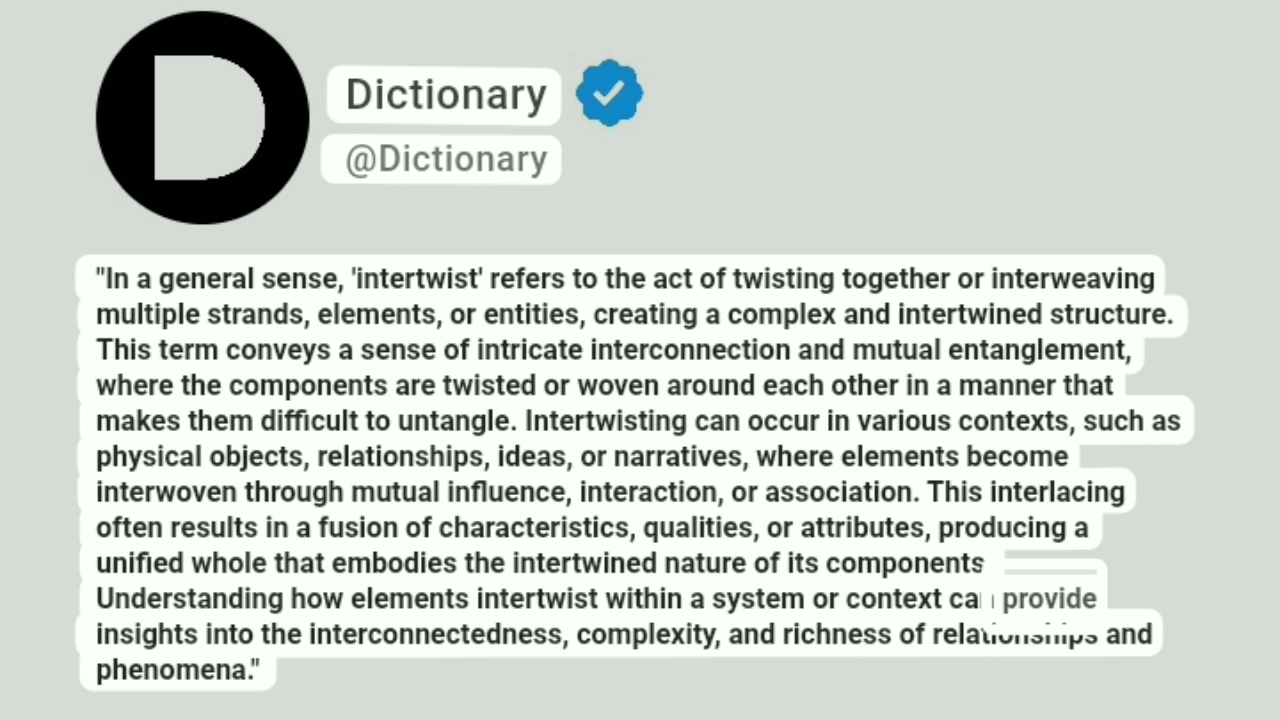 D
Dictionary
@Dictionary
"In a general sense, 'intertwist' refers to the act of twisting together or interweaving
multiple strands, elements, or entities, creating a complex and intertwined structure.
This term conveys a sense of intricate interconnection and mutual entanglement,
where the components are twisted or woven around each other in a manner that
makes them difficult to untangle. Intertwisting can occur in various contexts, such as
physical objects, relationships, ideas, or narratives, where elements become
interwoven through mutual influence, interaction, or association. This interlacing
often results in a fusion of characteristics, qualities, or attributes, producing a
unified whole that embodies the intertwined nature of its components
Understanding how elements intertwist within a system or context can provide
insights into the interconnectedness, complexity, and richness of relationships and
phenomena."